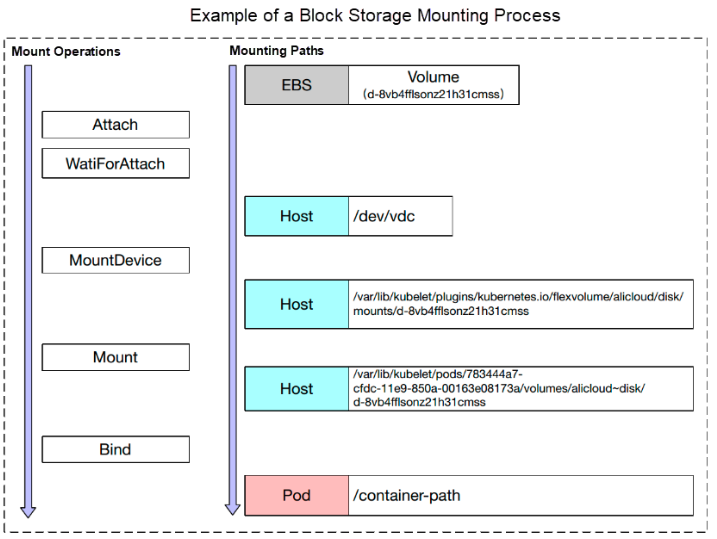 Example of a Block Storage Mounting Process
Mount Operations
Mounting Paths
EBS
Volume
(d-8vb4fflsonz21h31cmss)
Attach
WatiForAttach
Host
/dev/vdc
MountDevice
Host
/var/lib/kubelet/plugins/kubernetes.io/flexvolume/alicloud/disk/
mounts/d-8vb4fflsonz21h31cmss
Mount
Host
/var/lib/kubelet/pods/783444a7-
cfdc-11e9-850a-00163e08173a/volumes/alicloud~disk/
d-8vb4fflsonz21h31cmss
Bind
Pod
/container-path